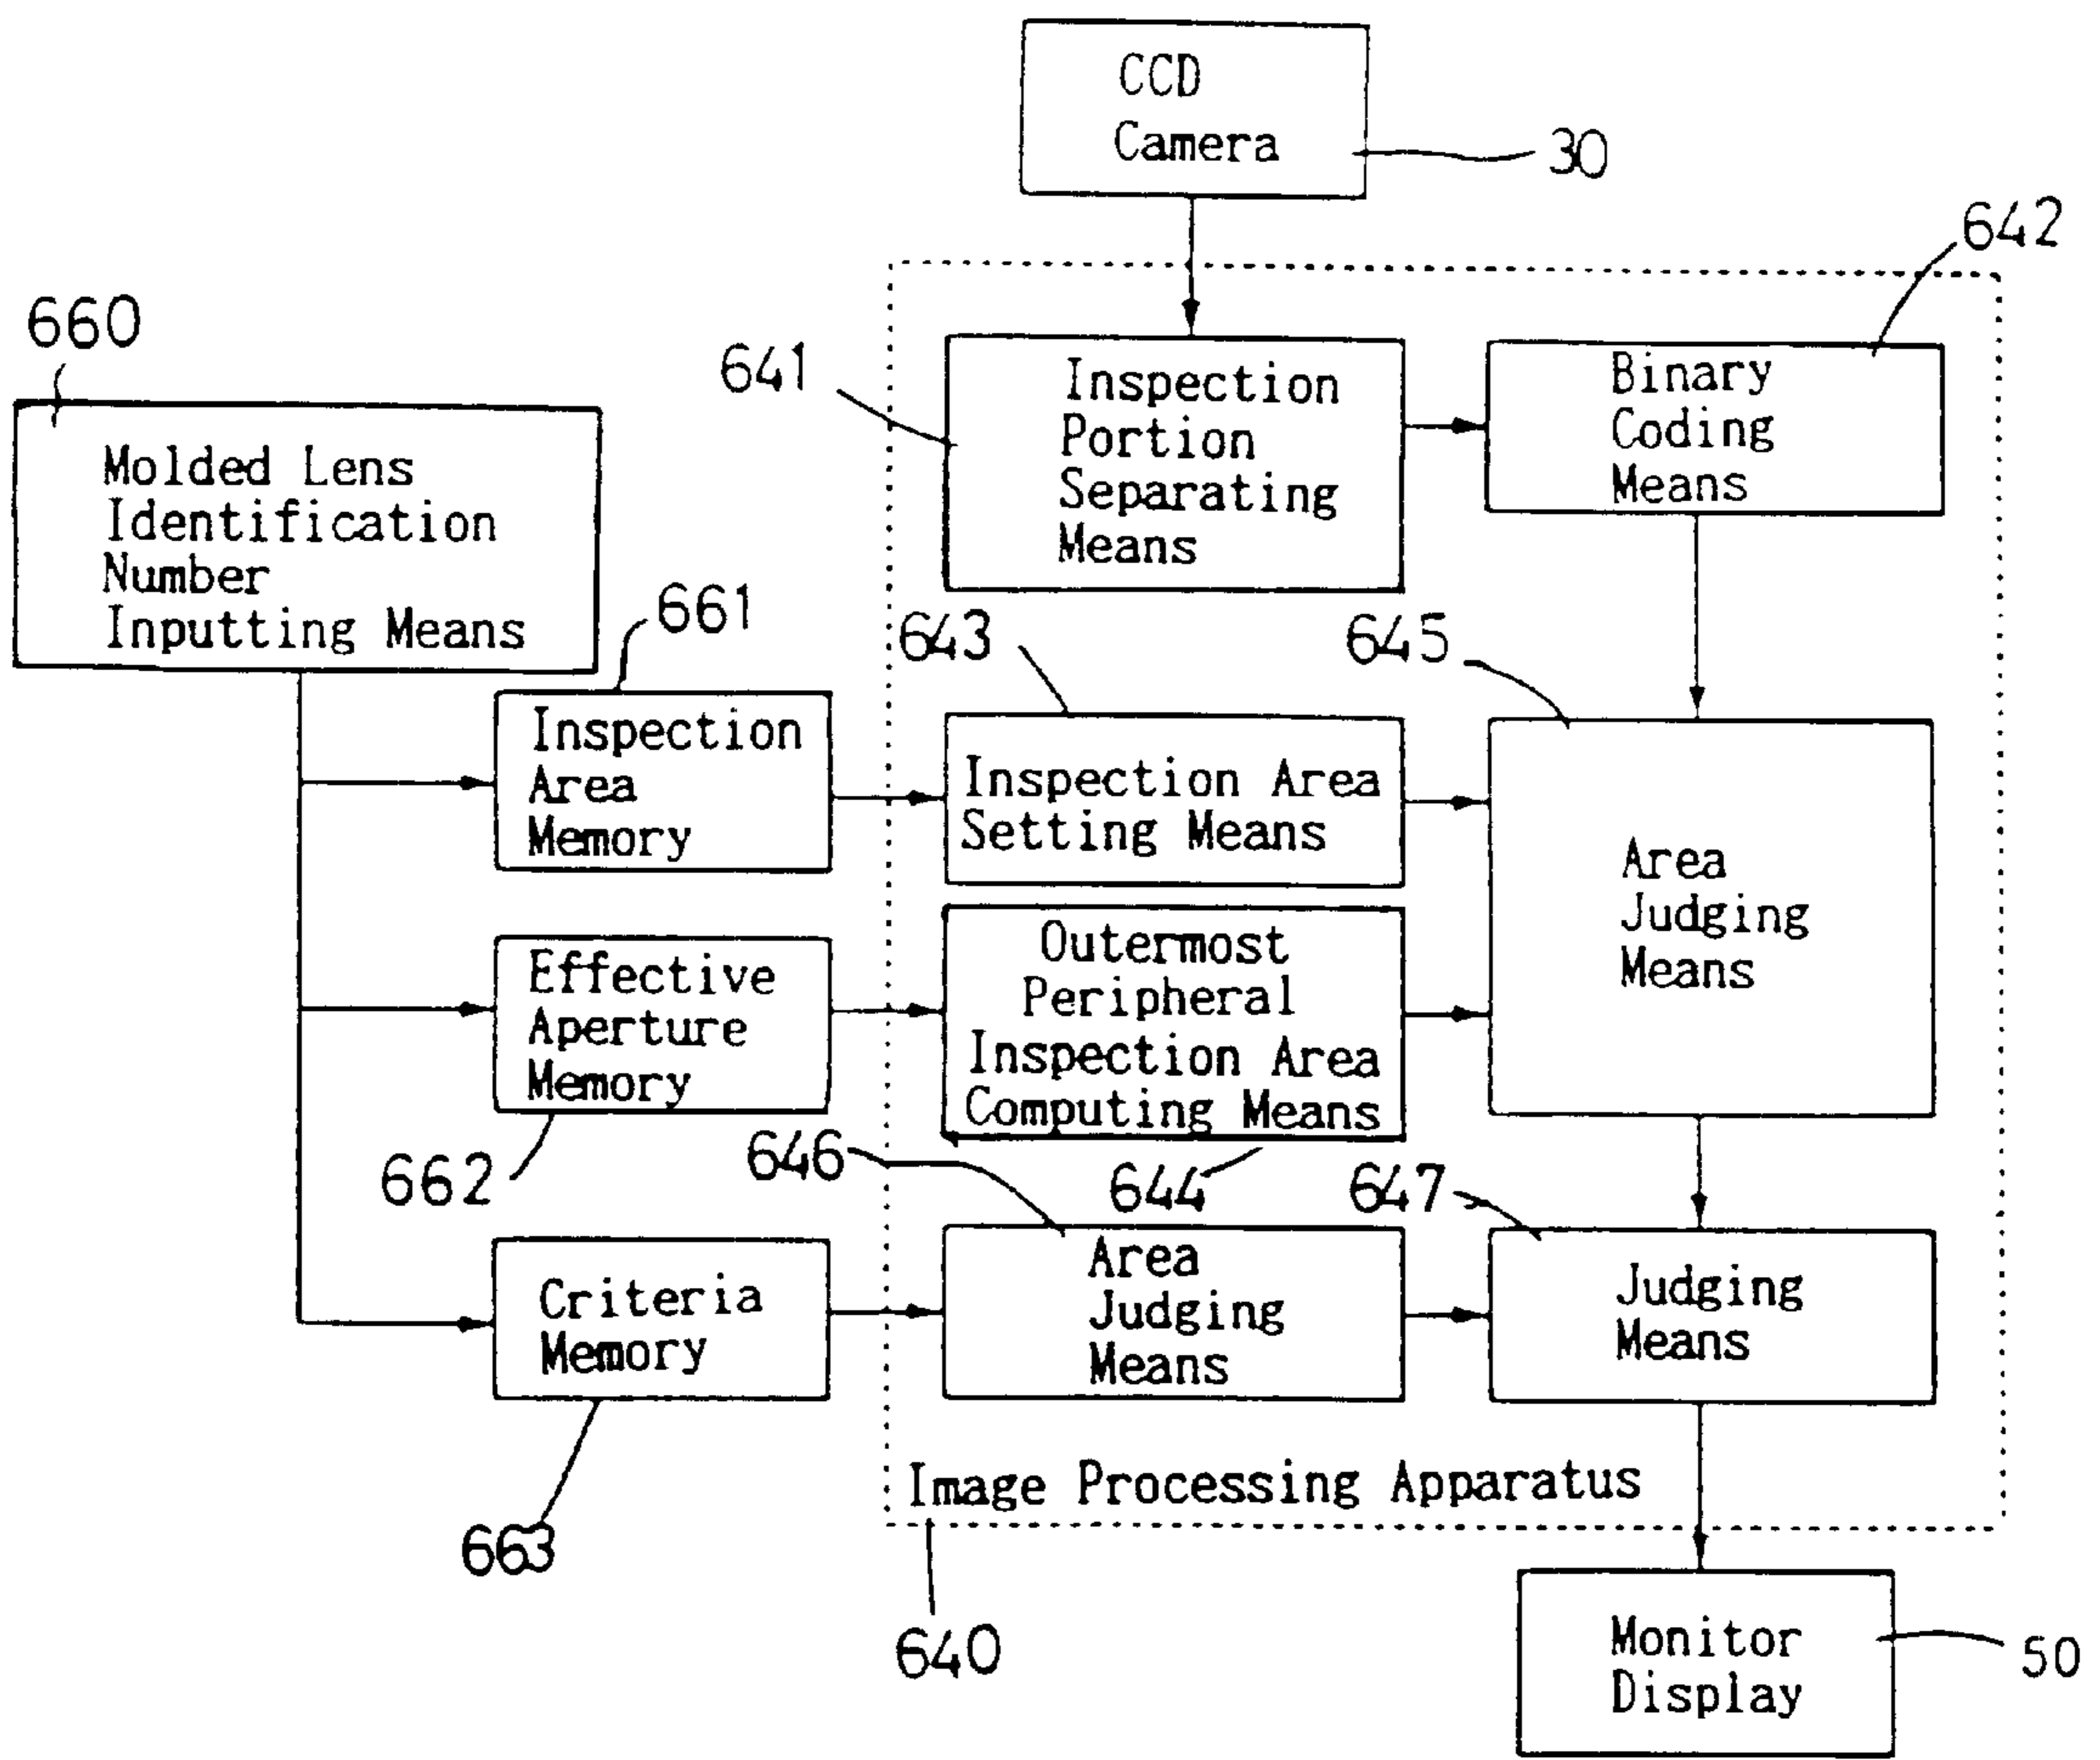 CCD
Camera
30
642
660
641
Inspection
Portion
Separating
Means
Binary
Coding
Means
Molded Lens
Identification
Number
Inputting Means
661
643
645
Inspection
Area
Memory
Inspection Area
Setting Means
Area
Judging
Means
Effective
Aperture
Memory
Outermost
Peripheral
Inspection Area
Computing Means
662
646
644
647
Criteria
Memory
Area
Judging
Means
Judging
Means
Image Processing Apparatus
663
640
Monitor
Display
50